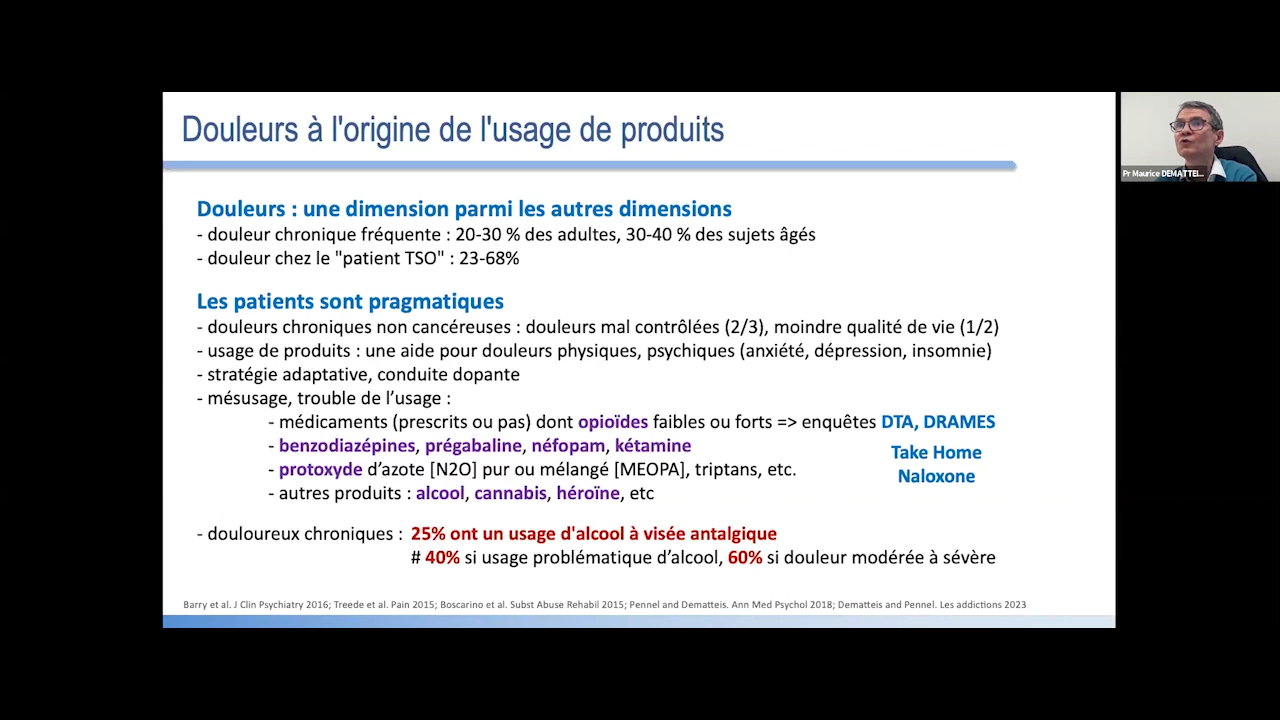 Douleurs à l'origine de l'usage de produits
Pr Maurice DEMATTEI...
Douleurs : une dimension parmi les autres dimensions
- douleur chronique fréquente : 20-30 % des adultes, 30-40 % des sujets âgés
- douleur chez le "patient TSO" : 23-68%
Les patients sont pragmatiques
- douleurs chroniques non cancéreuses : douleurs mal contrôlées (2/3), moindre qualité de vie (1/2)
- usage de produits : une aide pour douleurs physiques, psychiques (anxiété, dépression, insomnie)
- stratégie adaptative, conduite dopante
- mésusage, trouble de l’usage :
- médicaments (prescrits ou pas) dont opioïdes faibles ou forts => enquêtes DTA, DRAMES
- benzodiazépines, prégabaline, néfopam, kétamine
Take Home
Naloxone
- protoxyde d’azote [N2O] pur ou mélangé [MEOPA], triptans, etc.
- autres produits : alcool, cannabis, héroïne, etc
- douloureux chroniques : 25% ont un usage d'alcool à visée antalgique
# 40% si usage problématique d’alcool, 60% si douleur modérée à sévère
Barry et al. J Clin Psychiatry 2016; Treede et al. Pain 2015; Boscarino et al. Subst Abuse Rehabil 2015; Pennel and Dematteis. Ann Med Psychol 2018; Dematteis and Pennel. Les addictions 2023